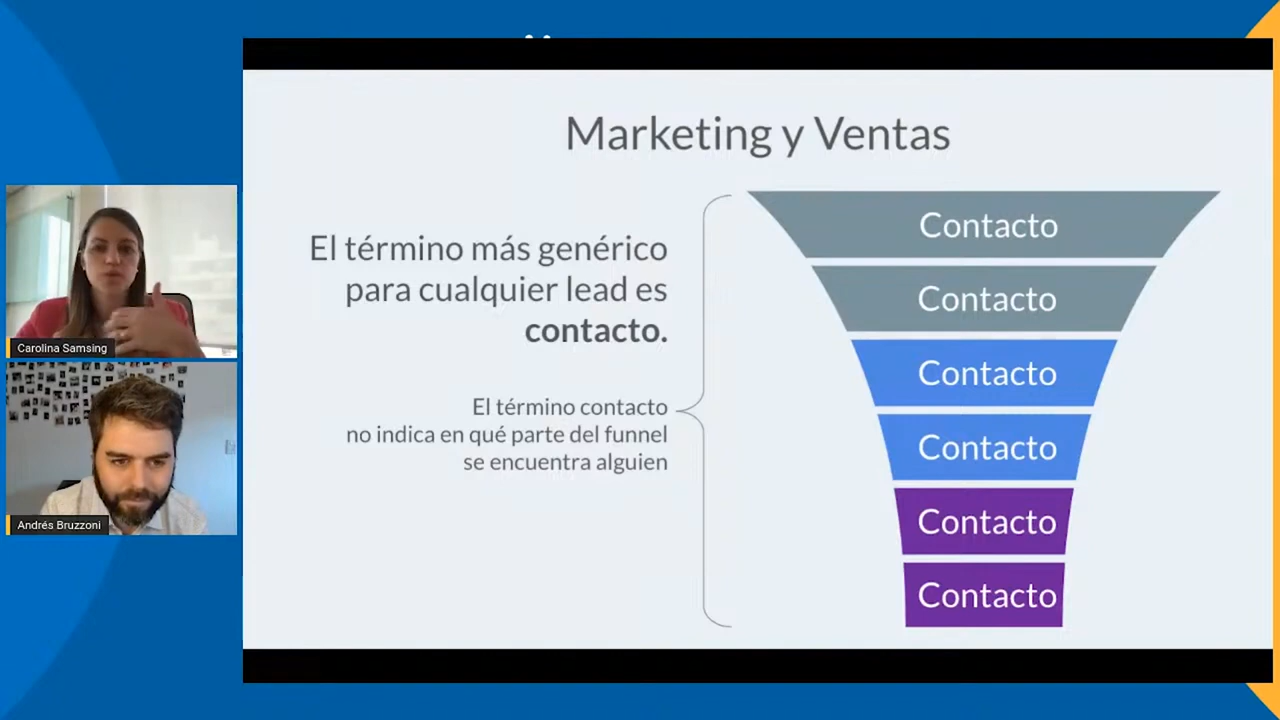 Marketing y Ventas
El término más genérico
para cualquier lead es
contacto.
El término contacto
no indica en qué parte del funnel
se encuentra alguien
Contacto
Contacto
Contacto
Contacto
Contacto
Contacto
Carolina Samsing
Andrés Bruzzoni